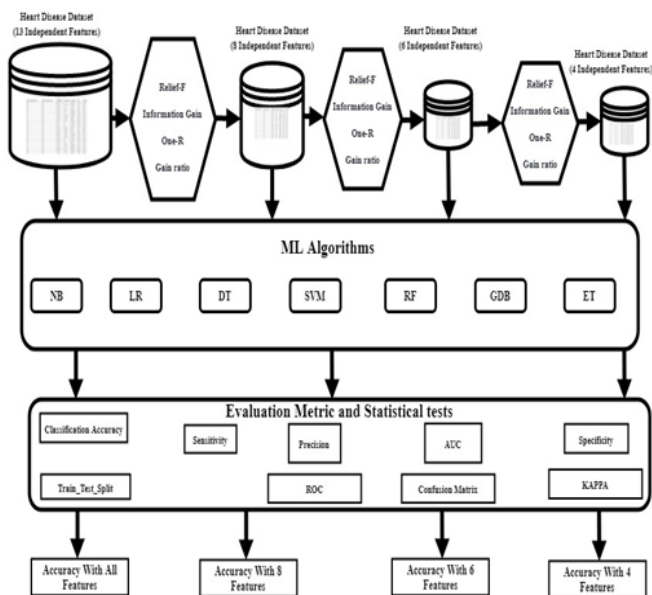 Heart Disease Dataset
(13 Independent Features)
Heart Disease Dataset
(8 Independent Features)
Heart Disease Dataset
(6 Independent Features)
Heart Disease Dataset
(4 Independent Features)
Relief-F
Information Gain
One-R
Gain ratio
Relief-F
Information Gain
One-R
Gain ratio
Relief-F
Information Gain
One-R
Gain ratio
ML Algorithms
NB
LR
DT
SVM
RF
GDB
ET
Evaluation Metric and Statistical tests
Classification Accuracy
Sensitivity
Precision
AUC
Specificity
Train_Test_Split
ROC
Confusion Matrix
KAPPA
Accuracy With All
Features
Accuracy With 8
Features
Accuracy With 6
Features
Accuracy With 4
Features